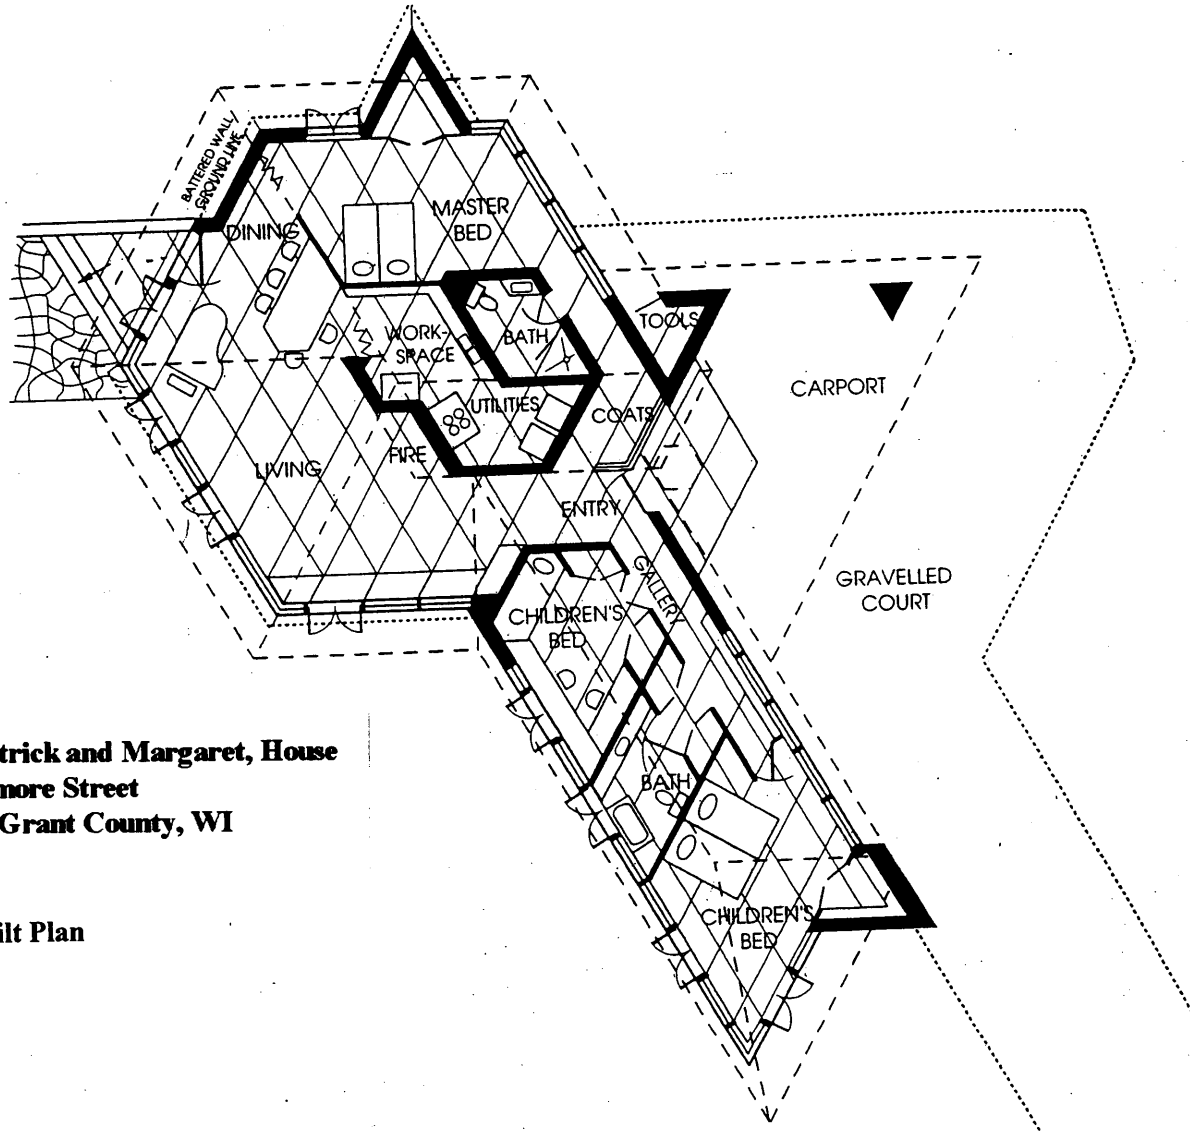 BATTERED WALL/
GROUND LINE
DINING
MASTER
BED
TOOLS
WORK-
SPACE
BATH
CARPORT
UTILITIES
COATS
LIVING
FIRE
ENTRY
GALLERY
GRAVELLED
COURT
CHILDREN'S
BED
trick and Margaret, House
more Street
Grant County, WI
BATH
CHILDREN'S
BED
ilt Plan